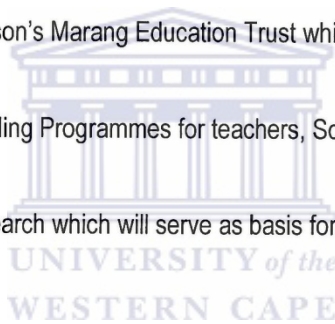 son's Marang Education Trust whi
ding Programmes for teachers, Sc
earch which will serve as basis for
UNIVERSITY of the
WESTERN CAPE